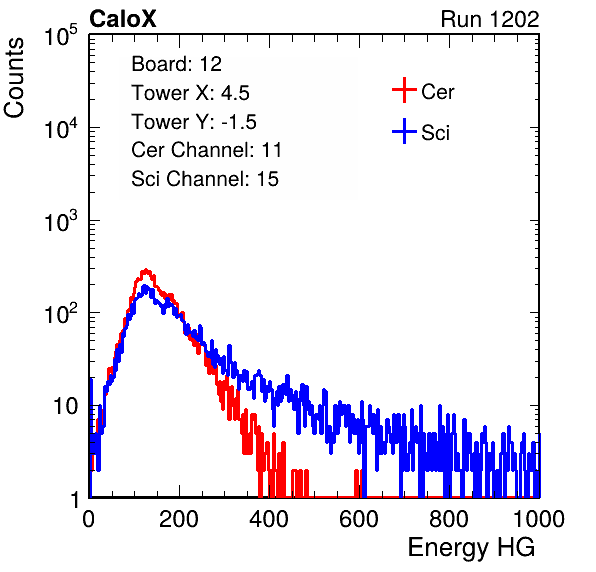 CaloX Run 1202
Counts
Board: 12
Tower X: 4.5
Tower Y: -1.5
Cer Channel: 11
Sci Channel: 15
Cer
Sci
10^5
10^4
10^3
10^2
10
1
0 200 400 600 800 1000
Energy HG